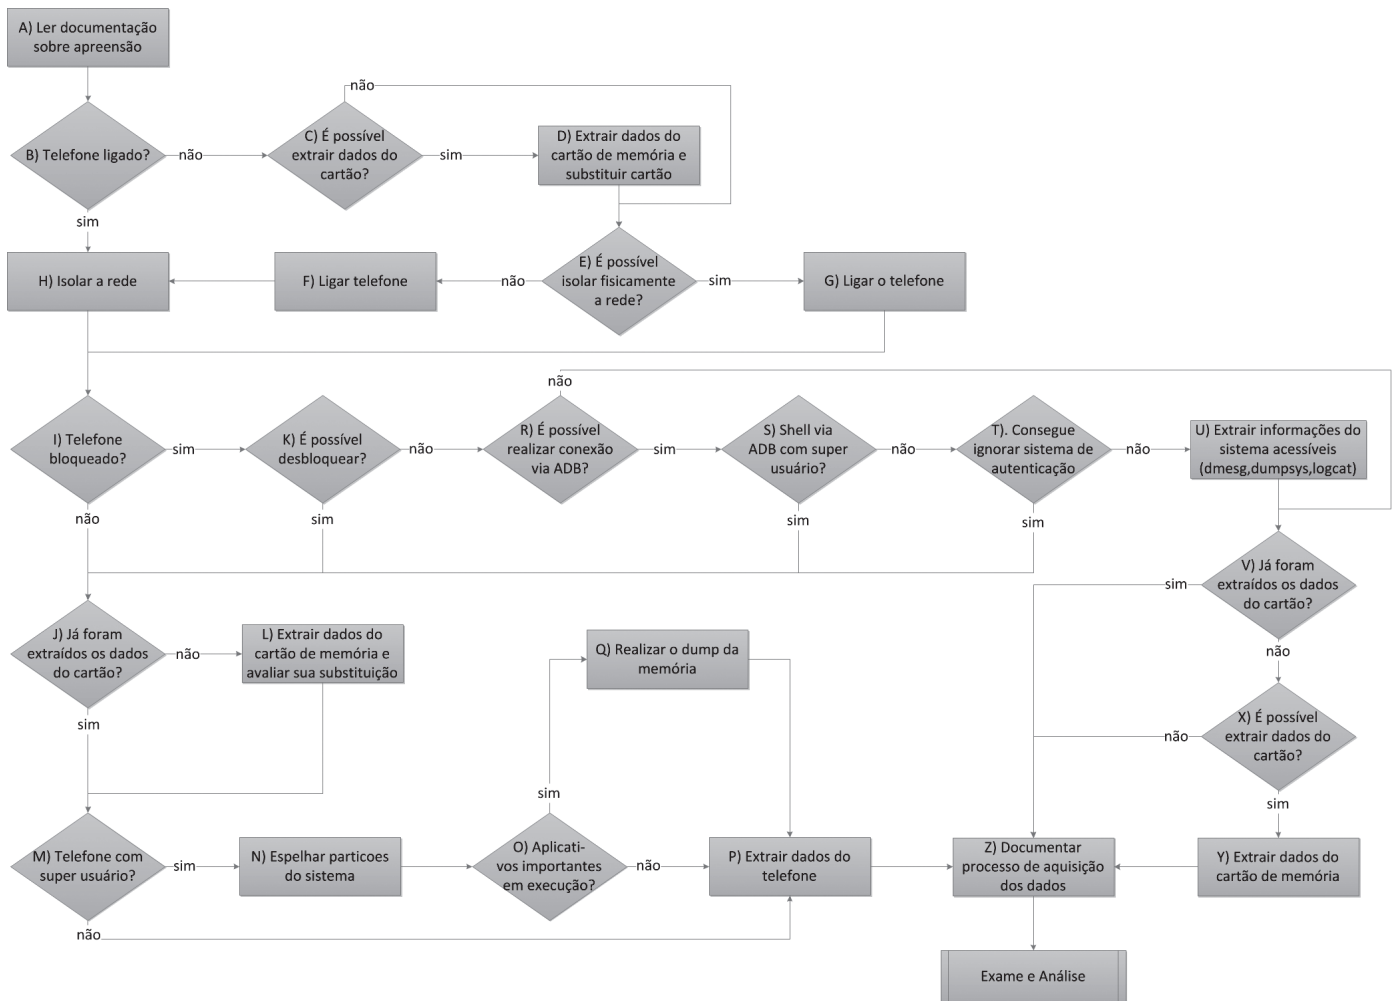 A) Ler documentação
sobre apreensão
não
B) Telefone ligado?
não
C) É possível
extrair dados do
cartão?
sim
D) Extrair dados do
cartão de memória e
substituir cartão
sim
H) Isolar a rede
F) Ligar telefone
não
E) É possível
isolar fisicamente
a rede?
sim
G) Ligar o telefone
não
I) Telefone
bloqueado?
sim
K) É possível
desbloquear?
não
R) É possível
realizar conexão
via ADB?
sim
S) Shell via
ADB com super
usuário?
não
T). Consegue
ignorar sistema de
autenticação
não
U) Extrair informações do
sistema acessíveis
(dmesg,dumpsys,logcat)
não
sim
sim
sim
sim
V) Já foram
extraídos os dados
do cartão?
não
J) Já foram
extraídos os dados
do cartão?
não
L) Extrair dados do
cartão de memória e
avaliar sua substituição
Q) Realizar o dump da
memória
sim
não
X) É possível
extrair dados do
cartão?
sim
sim
M) Telefone com
super usuário?
sim
N) Espelhar particoes
do sistema
O) Aplicati-
vos importantes
em execução?
não
P) Extrair dados do
telefone
Z) Documentar
processo de aquisição
dos dados
Y) Extrair dados do
cartão de memória
não
Exame e Análise